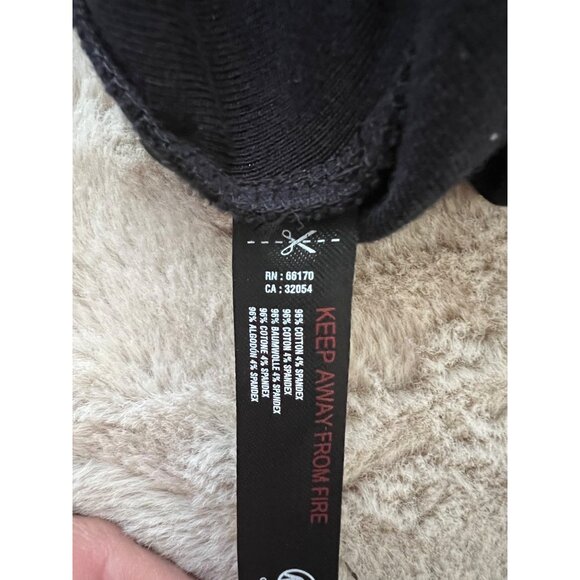 RN : 66170
CA : 32054
KEEP AWAY FROM FIRE
96% COTTON 4% SPANDEX
96% COTON 4% SPANDEX
96% BAUMWOLLE 4% SPANDEX
96% COTONE 4% SPANDEX
96% ALGODÓN 4% SPANDEX